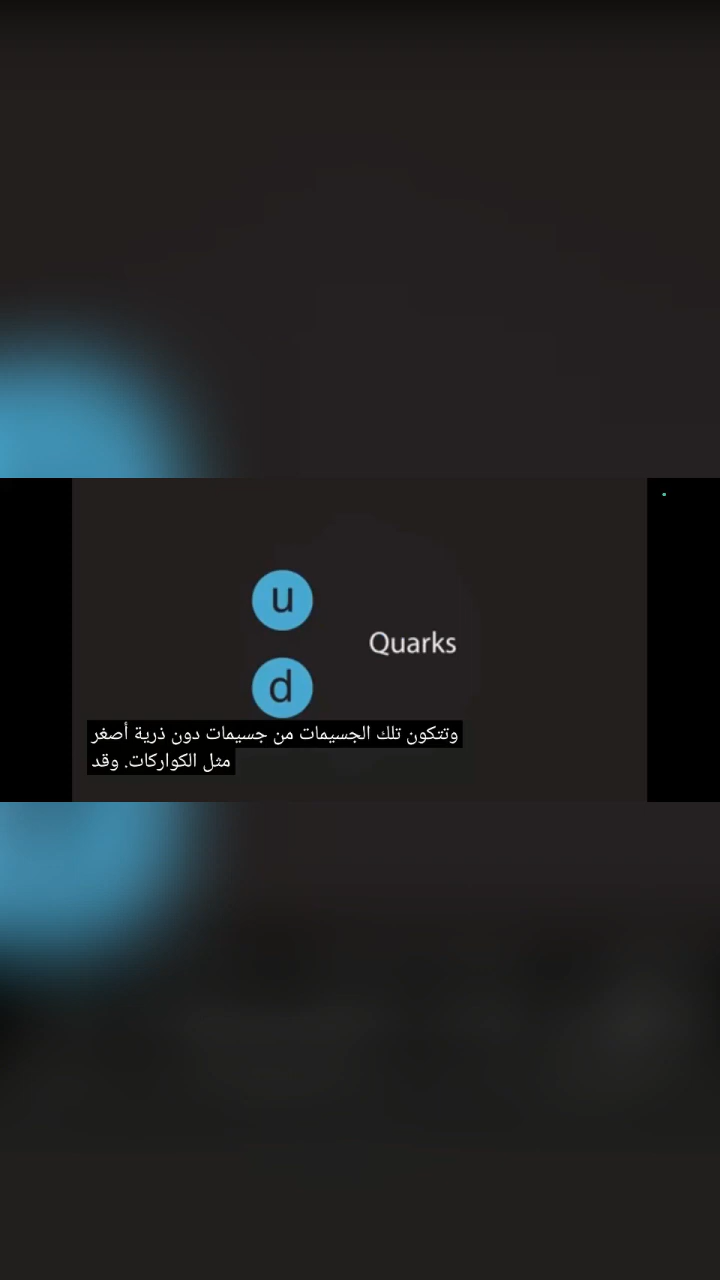 u
Quarks
d
وتتكون تلك الجسيمات من جسيمات دون ذرية أصغر
مثل الكواركات. وقد